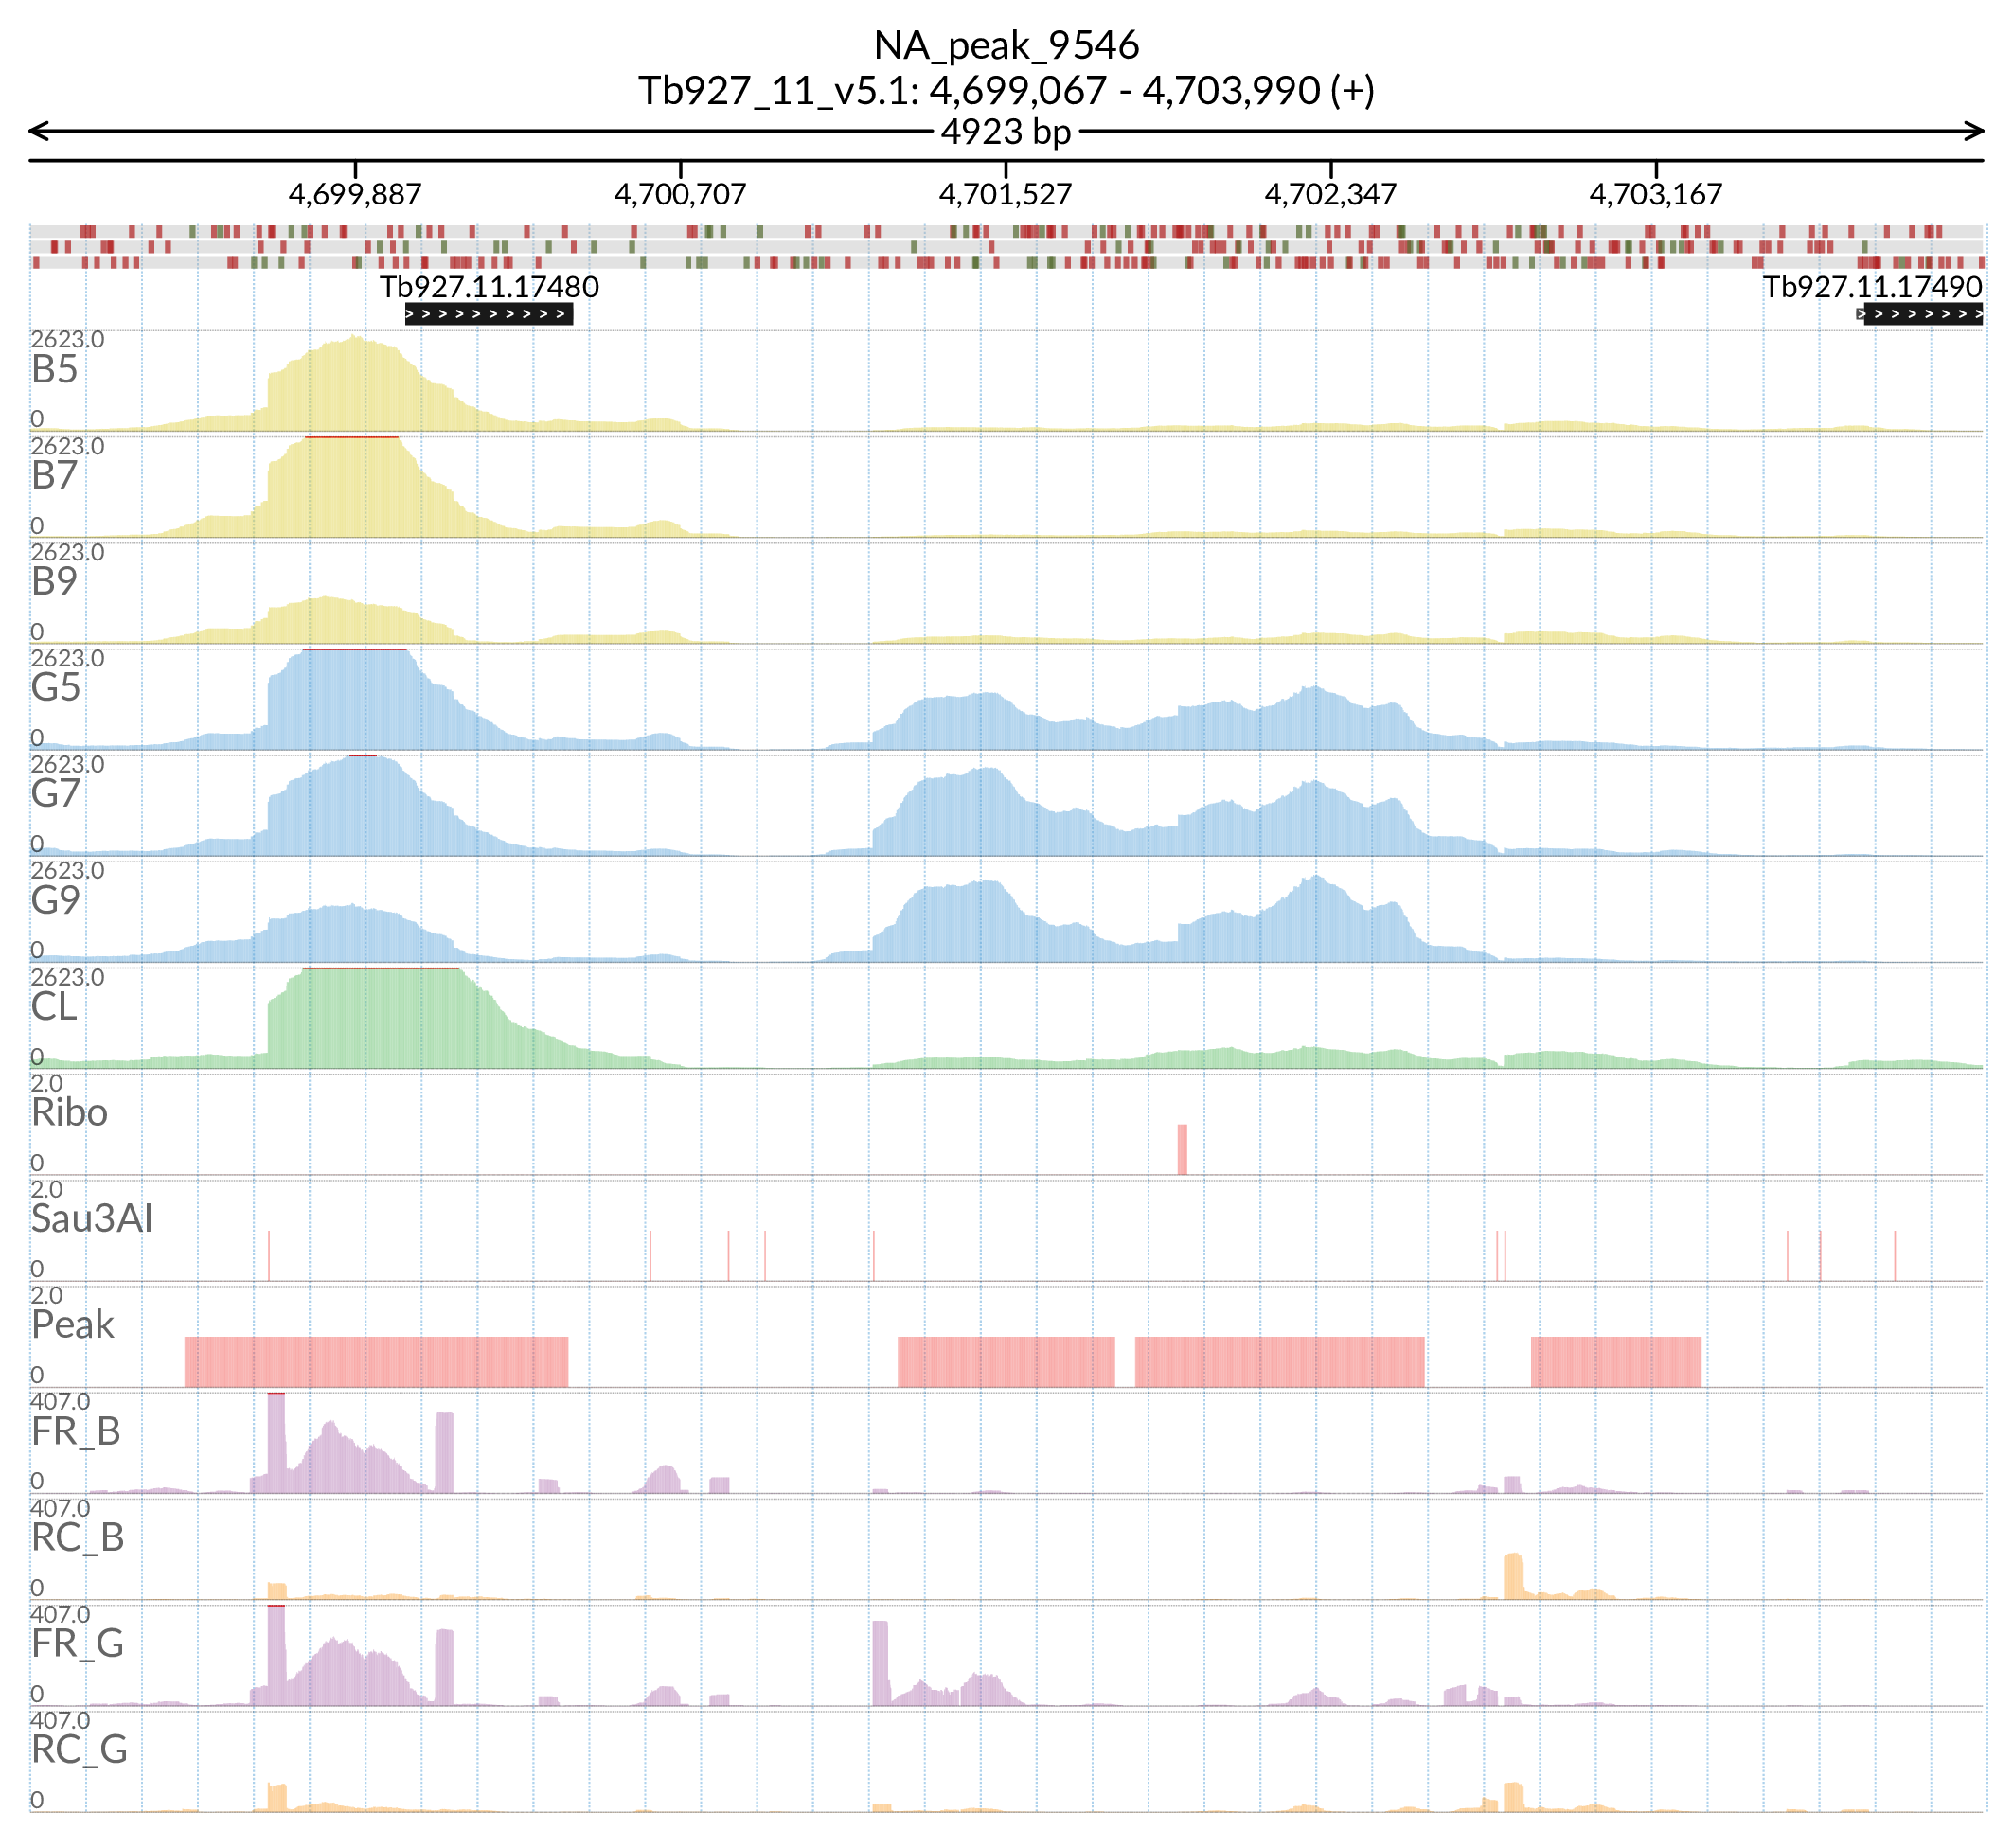 NA_peak_9546
Tb927_11_v5.1: 4,699,067 - 4,703,990 (+)
4923 bp
4,699,887 4,700,707 4,701,527 4,702,347 4,703,167
Tb927.11.17480 Tb927.11.17490
2623.0
B5
0
2623.0
B7
0
2623.0
B9
0
2623.0
G5
0
2623.0
G7
0
2623.0
G9
0
2623.0
CL
0
2.0
Ribo
0
2.0
Sau3AI
0
2.0
Peak
0
407.0
FR_B
0
407.0
RC_B
0
407.0
FR_G
0
407.0
RC_G
0